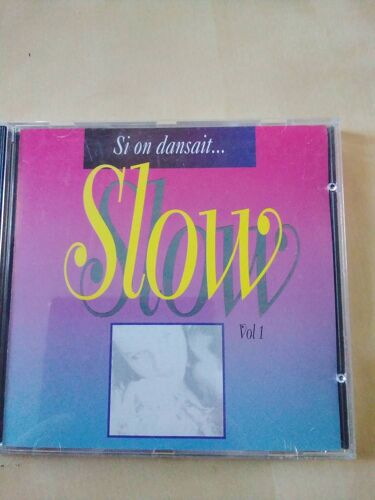 Si on dansait...
Slow
Vol 1